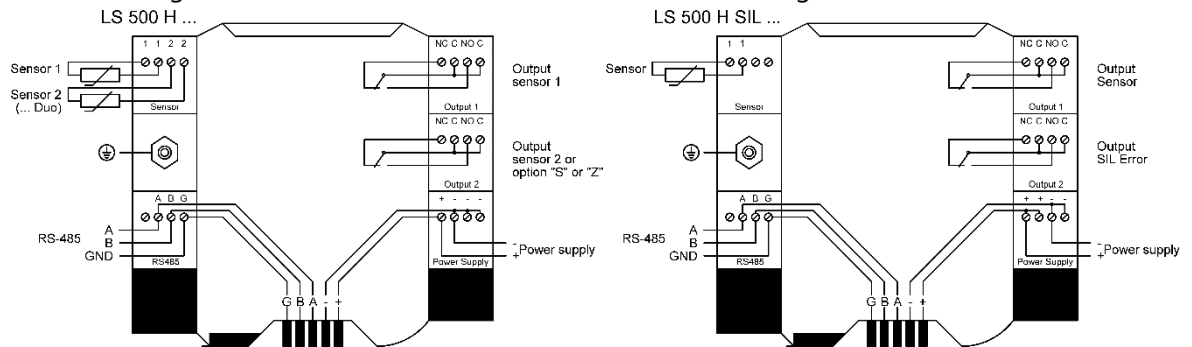 LS 500 H ...
1 1 2 2
Sensor 1
Sensor 2
(... Duo)
Sensor
A B G
RS-485
A
B
GND
RS485
G B A - +
NC C NO C
Output
sensor 1
Output 1
NC C NO C
Output
sensor 2 or
option "S" or "Z"
Output 2
+ - - -
-
+
Power supply
Power Supply
LS 500 H SIL ...
1 1
Sensor
Sensor
A B G
RS-485
A
B
GND
RS485
G B A - +
NC C NO C
Output
Sensor
Output 1
NC C NO C
Output
SIL Error
Output 2
+ + - -
-
+
Power supply
Power Supply